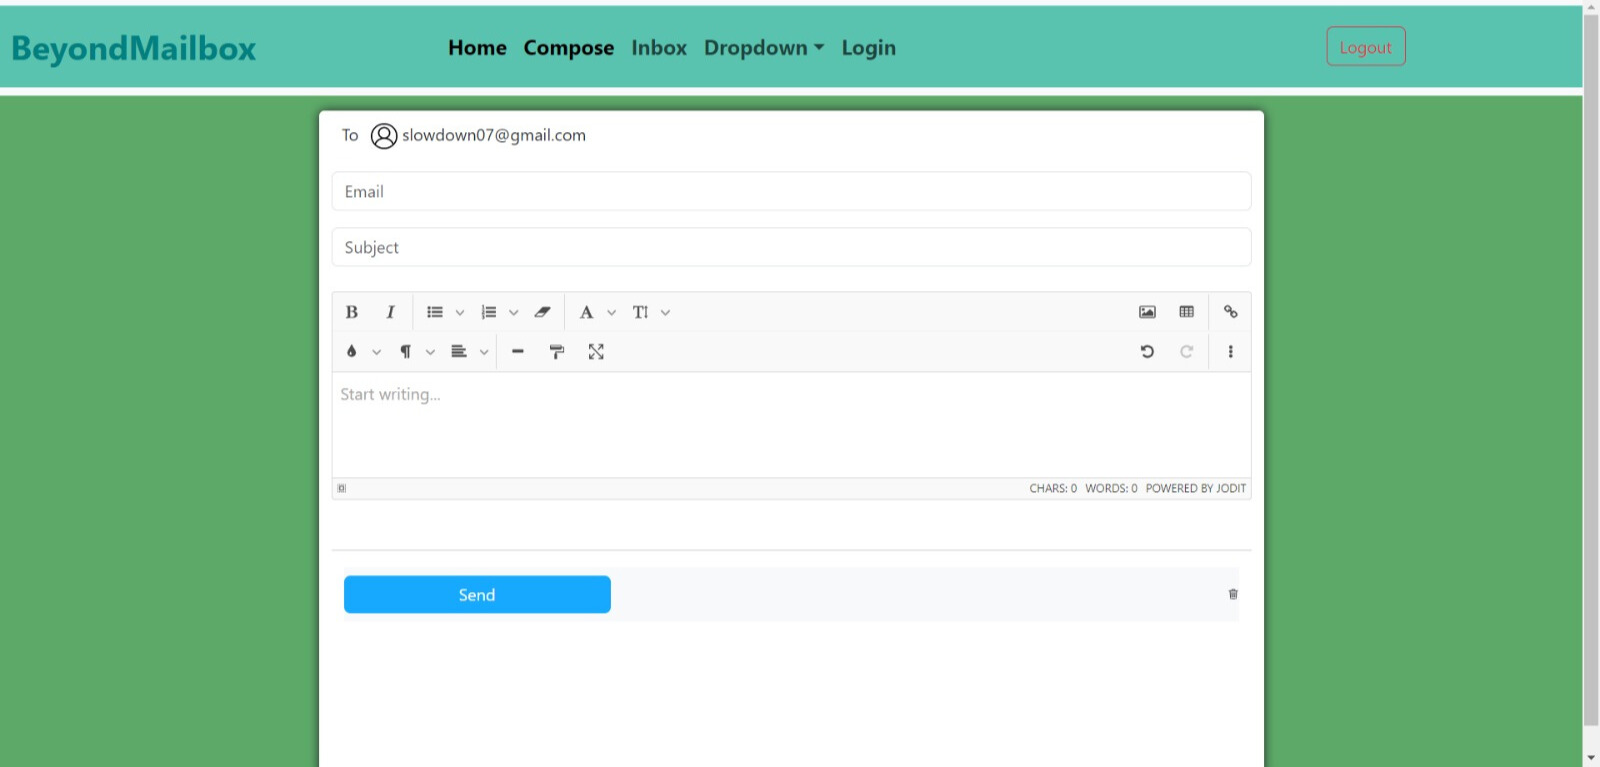 BeyondMailbox Home Compose Inbox Dropdown Login Logout
To slowdown07@gmail.com
Email
Subject
B I A T
¶
Start writing...
CHARS: 0 WORDS: 0 POWERED BY JODIT
Send